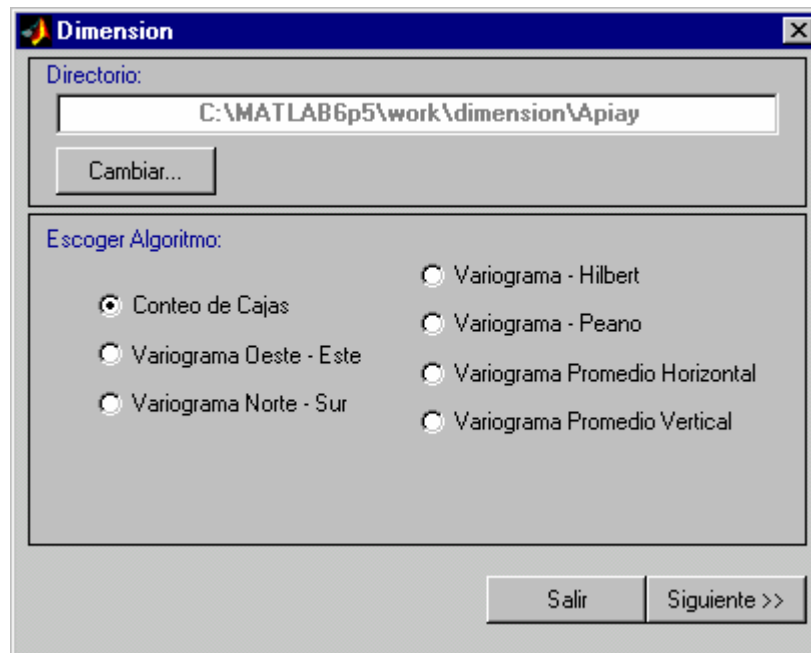 Dimension
Directorio:
C:\MATLAB6p5\work\dimension\Apiay
Cambiar...
Escoger Algoritmo:
Conteo de Cajas
Variograma Oeste - Este
Variograma Norte - Sur
Variograma - Hilbert
Variograma - Peano
Variograma Promedio Horizontal
Variograma Promedio Vertical
Salir
Siguiente >>